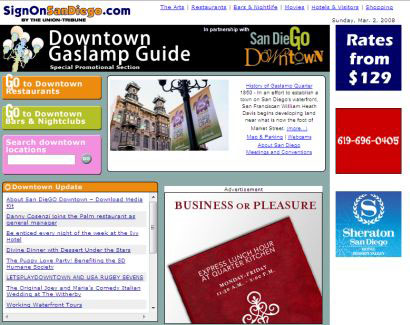 SignOnSanDiego.com
BY THE UNION-TRIBUNE
The Arts | Restaurants | Bars & Nightlife | Movies | Hotels & Visitors | Shopping
Sunday, Mar. 2, 2008
Downtown
Gaslamp Guide
Special Promotional Section
In partnership with
San DieGO
Downtown
Rates
from
$129
GO to Downtown
Restaurants
GO to Downtown
Bars & Nightclubs
Search downtown
locations
GO
History of Gaslamp Quarter
1850 - In an effort to establish a
town on San Diego's waterfront,
San Franciscan William Heath
Davis begins developing land
near what is now the foot of
Market Street. (more...)
Map & Parking | Webcams
About San Diego
Meetings and Conventions
619-696-0405
S
Sheraton
San Diego
HOTEL
MISSION VALLEY
Downtown Update
About San DieGO Downtown - Download Media
Kit
Danny Cosenzi joins the Palm restaurant as
general manager
Be enticed every night of the week at the Ivy
Hotel
Divine Dinner with Dessert Under the Stars
The Puppy Love Party: Benefiting the SD
Humane Society
LETSPLAYDOWNTOWN AND USA RUGBY SEVENS
The Original Joey and Maria's Comedy Italian
Wedding at The Witherby
Working Waterfront Tours
Advertisement
BUSINESS OR PLEASURE
EXPRESS LUNCH HOUR
AT QUARTER KITCHEN
MONDAY-FRIDAY